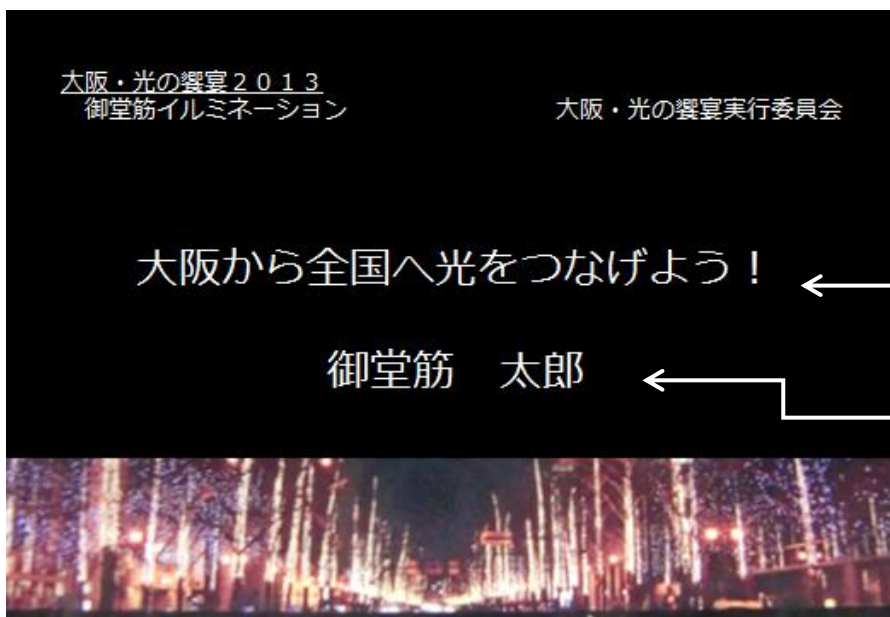 大阪・光の饗宴２０１３
御堂筋イルミネーション
大阪・光の饗宴実行委員会
大阪から全国へ光をつなげよう！
御堂筋　太郎